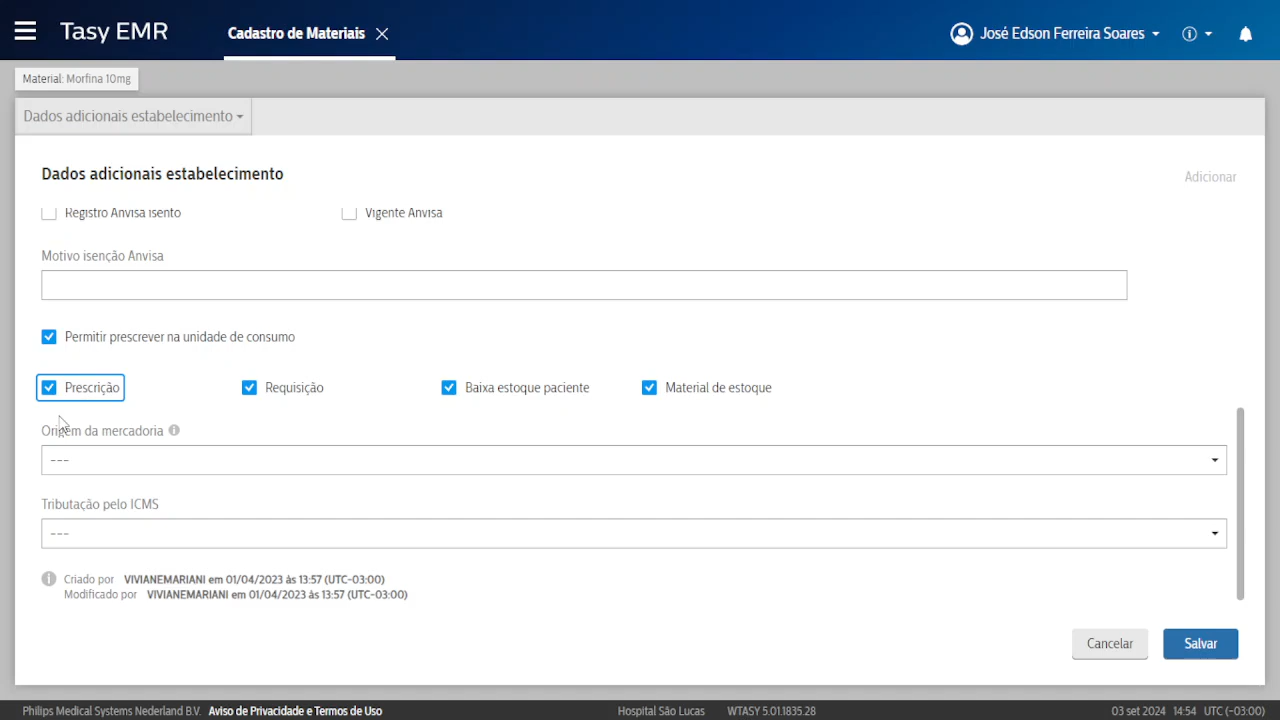 Tasy EMR
Cadastro de Materiais
José Edson Ferreira Soares
Material: Morfina 10mg
Dados adicionais estabelecimento
Dados adicionais estabelecimento
Adicionar
Registro Anvisa isento
Vigente Anvisa
Motivo isenção Anvisa
Permitir prescrever na unidade de consumo
Prescrição
Requisição
Baixa estoque paciente
Material de estoque
Origem da mercadoria
---
Tributação pelo ICMS
---
Criado por VIVIANEMARIANI em 01/04/2023 às 13:57 (UTC-03:00)
Modificado por VIVIANEMARIANI em 01/04/2023 às 13:57 (UTC-03:00)
Cancelar
Salvar
Philips Medical Systems Nederland B.V. Aviso de Privacidade e Termos de Uso
Hospital São Lucas
WTASY 5.01.1835.28
03 set 2024 14:54 UTC (-03:00)